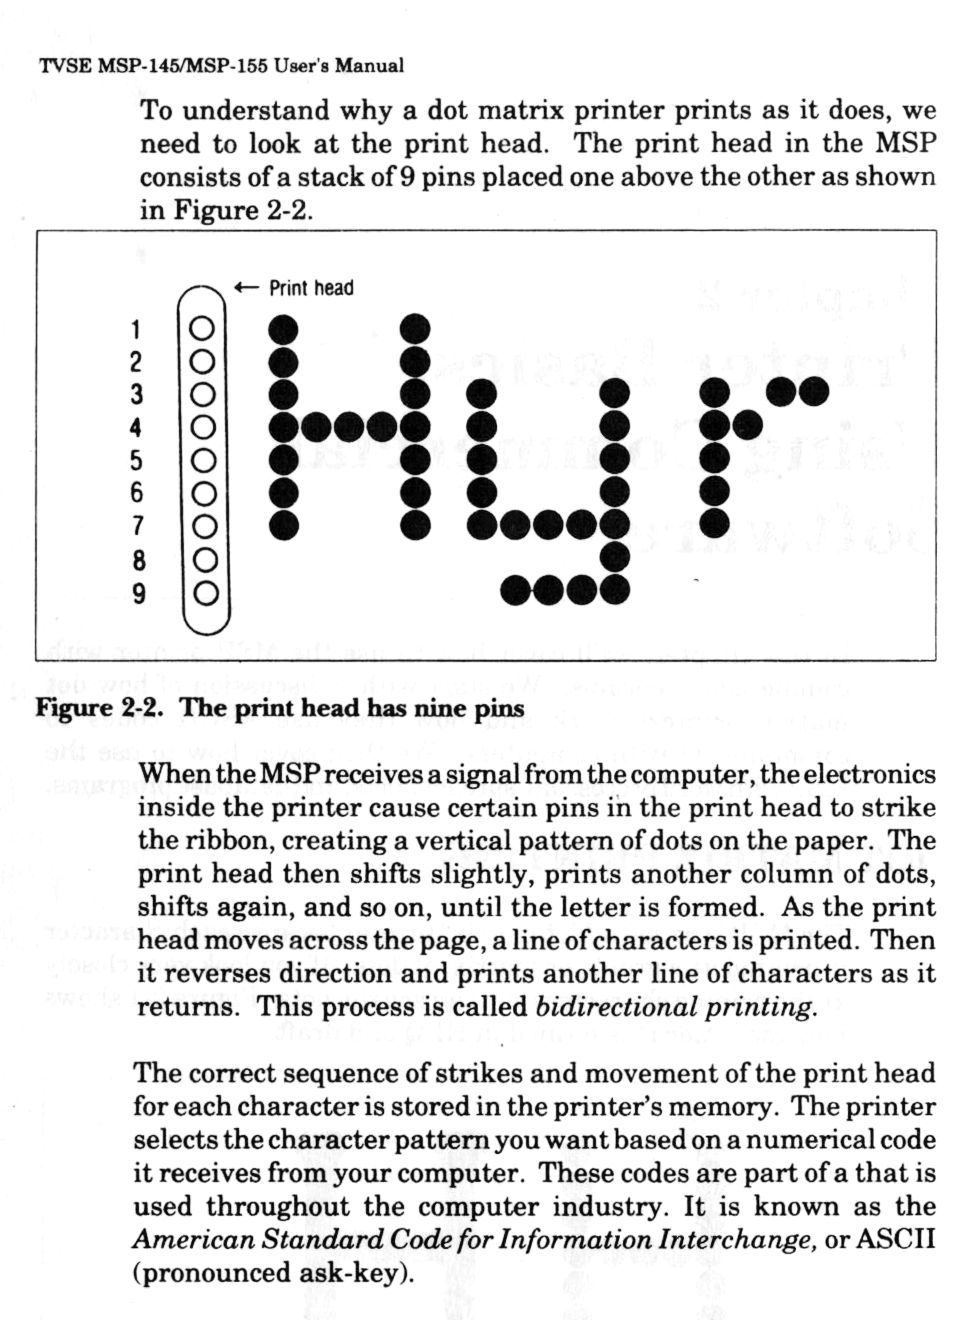 TVSE MSP-145/MSP-155 User's Manual
To understand why a dot matrix printer prints as it does, we
need to look at the print head. The print head in the MSP
consists of a stack of 9 pins placed one above the other as shown
in Figure 2-2.
← Print head
1
2
3
4
5
6
7
8
9
Hyr
Figure 2-2. The print head has nine pins
When the MSP receives a signal from the computer, the electronics
inside the printer cause certain pins in the print head to strike
the ribbon, creating a vertical pattern of dots on the paper. The
print head then shifts slightly, prints another column of dots,
shifts again, and so on, until the letter is formed. As the print
head moves across the page, a line of characters is printed. Then
it reverses direction and prints another line of characters as it
returns. This process is called bidirectional printing.
The correct sequence of strikes and movement of the print head
for each character is stored in the printer's memory. The printer
selects the character pattern you want based on a numerical code
it receives from your computer. These codes are part of a that is
used throughout the computer industry. It is known as the
American Standard Code for Information Interchange, or ASCII
(pronounced ask-key).